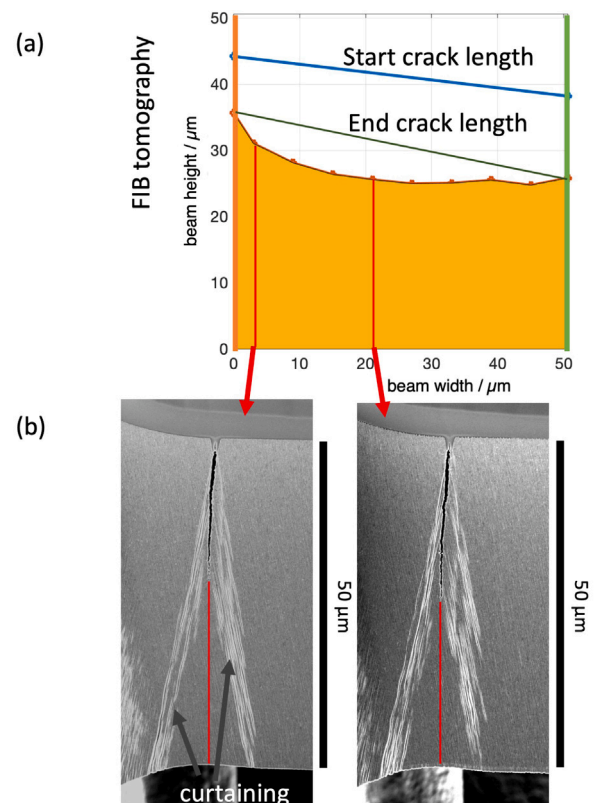 (a)
FIB tomography
beam height / µm
50
40
30
20
10
0
Start crack length
End crack length
0 10 20 30 40 50
beam width / µm
(b)
50 µm
50 µm
curtaining